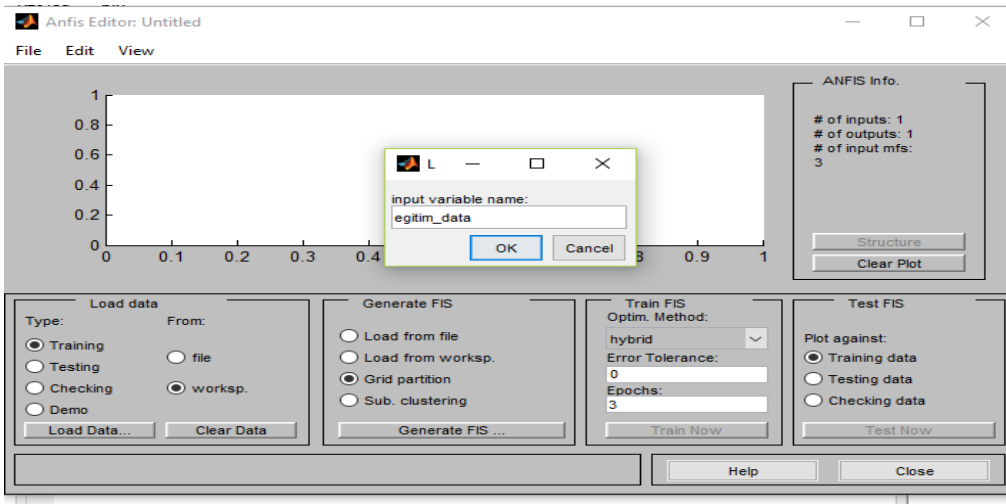 Anfis Editor: Untitled
File Edit View
1
0.8
0.6
0.4
0.2
0
0 0.1 0.2 0.3 0.4 0.9 1
L
input variable name:
egitim_data
OK Cancel
ANFIS Info.
# of inputs: 1
# of outputs: 1
# of input mfs:
3
Structure
Clear Plot
Load data
Type: From:
Training
Testing
Checking
Demo
file
worksp.
Load Data... Clear Data
Generate FIS
Load from file
Load from worksp.
Grid partition
Sub. clustering
Generate FIS ...
Train FIS
Optim. Method:
hybrid
Error Tolerance:
0
Epochs:
3
Train Now
Test FIS
Plot against:
Training data
Testing data
Checking data
Test Now
Help Close